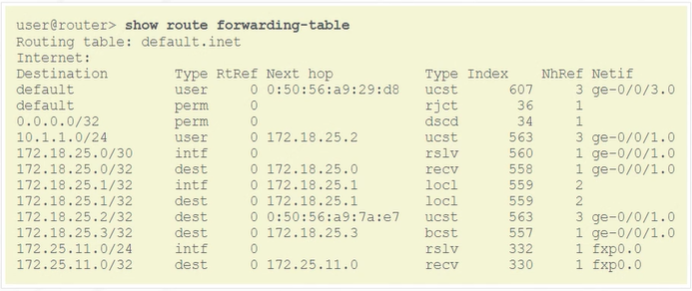 user@router> show route forwarding-table
Routing table: default.inet
Internet:
Destination Type RtRef Next hop Type Index NhRef Netif
default user 0 0:50:56:a9:29:d8 ucst 607 3 ge-0/0/3.0
default perm 0 rjct 36 1
0.0.0.0/32 perm 0 dscd 34 1
10.1.1.0/24 user 0 172.18.25.2 ucst 563 3 ge-0/0/1.0
172.18.25.0/30 intf 0 rslv 560 1 ge-0/0/1.0
172.18.25.0/32 dest 0 172.18.25.0 recv 558 1 ge-0/0/1.0
172.18.25.1/32 intf 0 172.18.25.1 locl 559 2
172.18.25.1/32 dest 0 172.18.25.1 locl 559 2
172.18.25.2/32 dest 0 0:50:56:a9:7a:e7 ucst 563 3 ge-0/0/1.0
172.18.25.3/32 dest 0 172.18.25.3 bcst 557 1 ge-0/0/1.0
172.25.11.0/24 intf 0 rslv 332 1 fxp0.0
172.25.11.0/32 dest 0 172.25.11.0 recv 330 1 fxp0.0